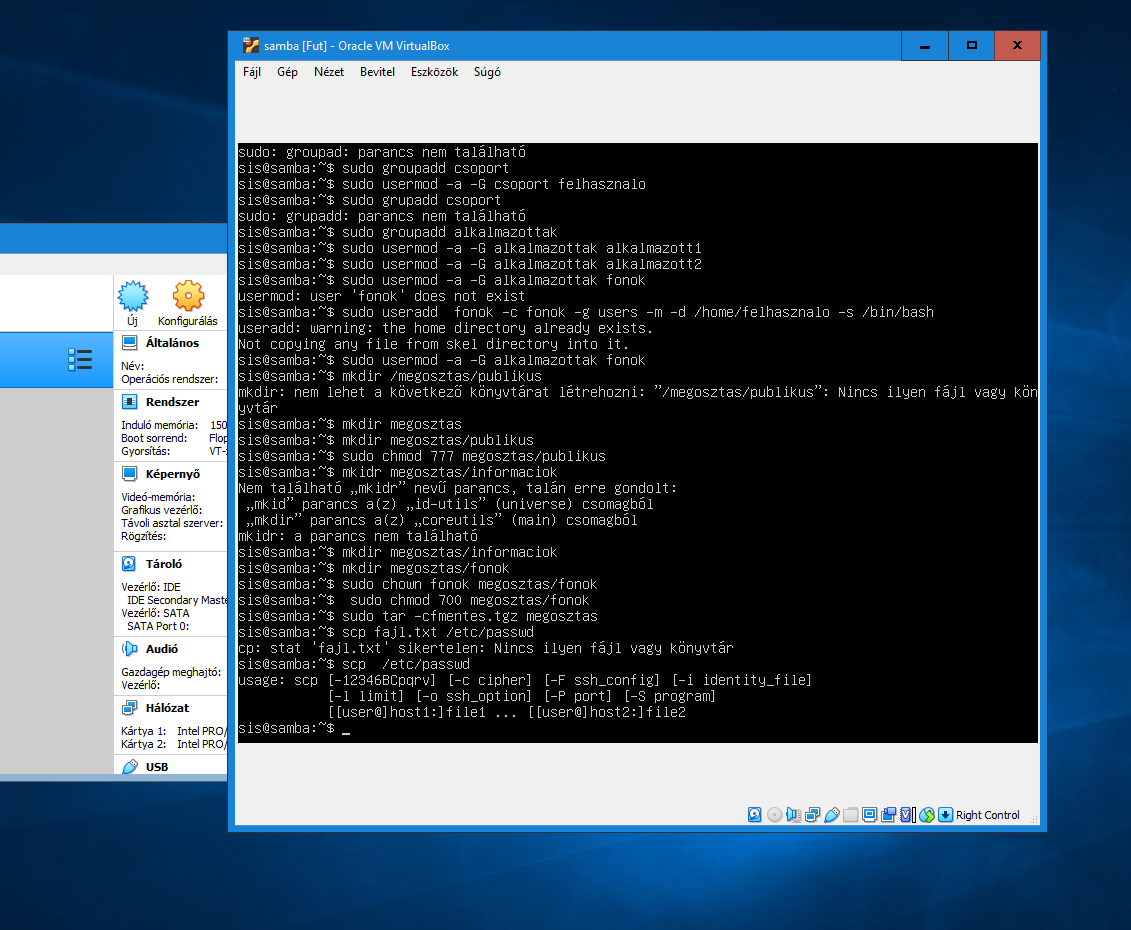 samba [Fut] - Oracle VM VirtualBox
Fájl Gép Nézet Bevitel Eszközök Súgó
sudo: groupad: parancs nem található
sis@samba:~$ sudo groupadd csoport
sis@samba:~$ sudo usermod -a -G csoport felhasznalo
sis@samba:~$ sudo grupadd csoport
sudo: grupadd: parancs nem található
sis@samba:~$ sudo groupadd alkalmazottak
sis@samba:~$ sudo usermod -a -G alkalmazottak alkalmazott1
sis@samba:~$ sudo usermod -a -G alkalmazottak alkalmazott2
sis@samba:~$ sudo usermod -a -G alkalmazottak fonok
usermod: user 'fonok' does not exist
sis@samba:~$ sudo useradd  fonok -c fonok -g users -m -d /home/felhasznalo -s /bin/bash
useradd: warning: the home directory already exists.
Not copying any file from skel directory into it.
sis@samba:~$ sudo usermod -a -G alkalmazottak fonok
sis@samba:~$ mkdir /megosztas/publikus
mkdir: nem lehet a következő könyvtárat létrehozni: ”/megosztas/publikus”: Nincs ilyen fájl vagy kön
yvtár
sis@samba:~$ mkdir megosztas
sis@samba:~$ mkdir megosztas/publikus
sis@samba:~$ sudo chmod 777 megosztas/publikus
sis@samba:~$ mkidr megosztas/informaciok
Nem található „mkidr” nevű parancs, talán erre gondolt:
 „mkid” parancs a(z) „id-utils” (universe) csomagból
 „mkdir” parancs a(z) „coreutils” (main) csomagból
mkidr: a parancs nem található
sis@samba:~$ mkdir megosztas/informaciok
sis@samba:~$ mkdir megosztas/fonok
sis@samba:~$ sudo chown fonok megosztas/fonok
sis@samba:~$  sudo chmod 700 megosztas/fonok
sis@samba:~$ sudo tar -cfmentes.tgz megosztas
sis@samba:~$ scp fajl.txt /etc/passwd
cp: stat 'fajl.txt' sikertelen: Nincs ilyen fájl vagy könyvtár
sis@samba:~$ scp  /etc/passwd
usage: scp [-12346BCpqrv] [-c cipher] [-F ssh_config] [-i identity_file]
           [-l limit] [-o ssh_option] [-P port] [-S program]
           [[user@]host1:]file1 ... [[user@]host2:]file2
sis@samba:~$ _
Right Control
Új Konfigurálás
Általános
Név:
Operációs rendszer:
Rendszer
Induló memória: 150
Boot sorrend: Flop
Gyorsítás: VT-
Képernyő
Videó-memória:
Grafikus vezérlő:
Távoli asztal szerver:
Rögzítés:
Tároló
Vezérlő: IDE
IDE Secondary Maste
Vezérlő: SATA
SATA Port 0:
Audió
Gazdagép meghajtó:
Vezérlő:
Hálózat
Kártya 1: Intel PRO/
Kártya 2: Intel PRO/
USB